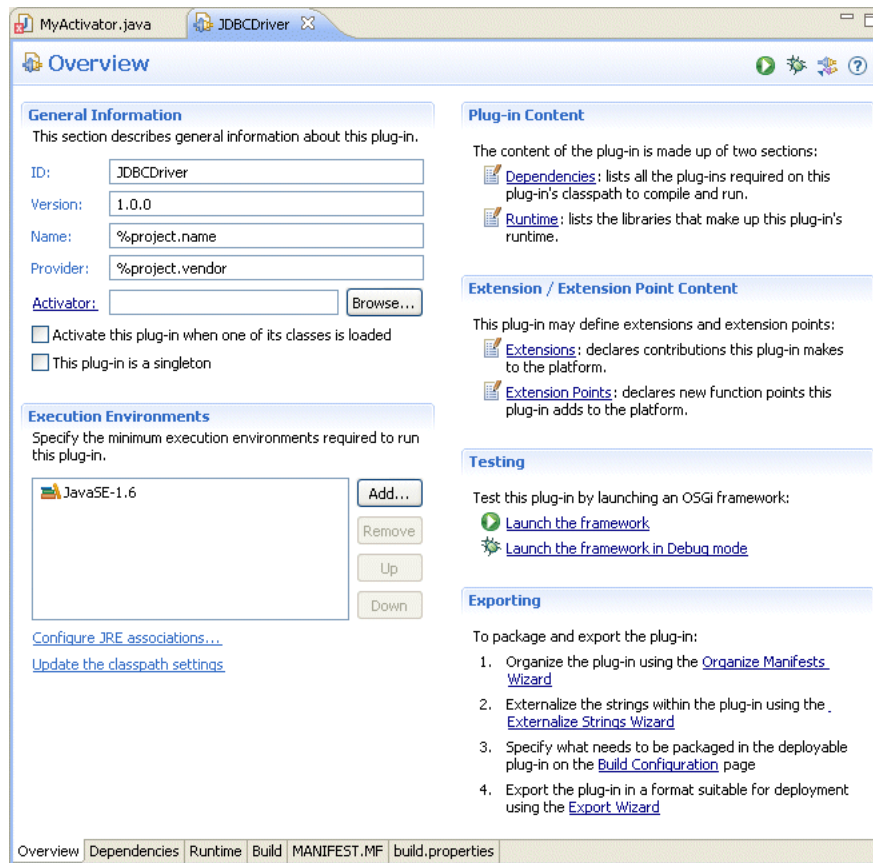 MyActivator.java
JDBCDriver
Overview
General Information
This section describes general information about this plug-in.
ID:
JDBCDriver
Version:
1.0.0
Name:
%project.name
Provider:
%project.vendor
Activator:
Browse...
Activate this plug-in when one of its classes is loaded
This plug-in is a singleton
Execution Environments
Specify the minimum execution environments required to run
this plug-in.
JavaSE-1.6
Add...
Remove
Up
Down
Configure JRE associations...
Update the classpath settings
Plug-in Content
The content of the plug-in is made up of two sections:
Dependencies: lists all the plug-ins required on this
plug-in's classpath to compile and run.
Runtime: lists the libraries that make up this plug-in's
runtime.
Extension / Extension Point Content
This plug-in may define extensions and extension points:
Extensions: declares contributions this plug-in makes
to the platform.
Extension Points: declares new function points this
plug-in adds to the platform.
Testing
Test this plug-in by launching an OSGi framework:
Launch the framework
Launch the framework in Debug mode
Exporting
To package and export the plug-in:
1. Organize the plug-in using the Organize Manifests
Wizard
2. Externalize the strings within the plug-in using the
Externalize Strings Wizard
3. Specify what needs to be packaged in the deployable
plug-in on the Build Configuration page
4. Export the plug-in in a format suitable for deployment
using the Export Wizard
Overview Dependencies Runtime Build MANIFEST.MF build.properties